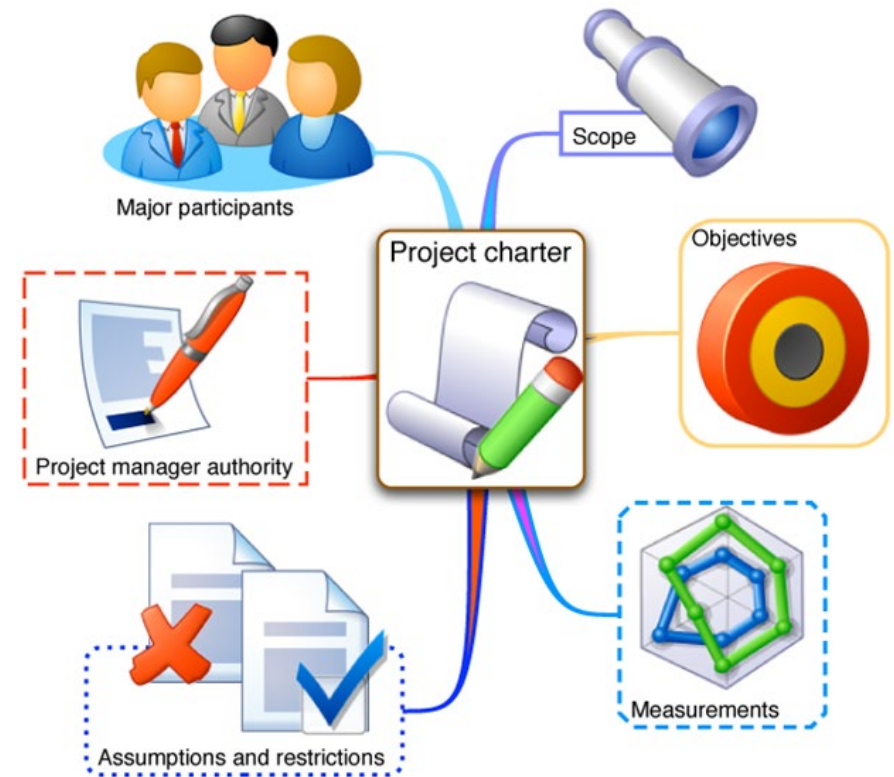 Major participants
Scope
Project charter
Objectives
Project manager authority
Measurements
Assumptions and restrictions